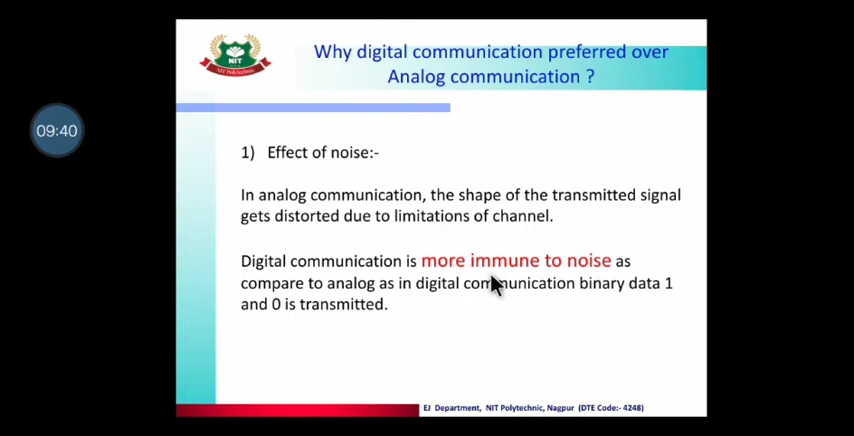 Why digital communication preferred over
Analog communication ?
NIT
NIT Polytechnic
09:40
1) Effect of noise:-
In analog communication, the shape of the transmitted signal
gets distorted due to limitations of channel.
Digital communication is more immune to noise as
compare to analog as in digital communication binary data 1
and 0 is transmitted.
EJ Department, NIT Polytechnic, Nagpur (DTE Code:- 4248)